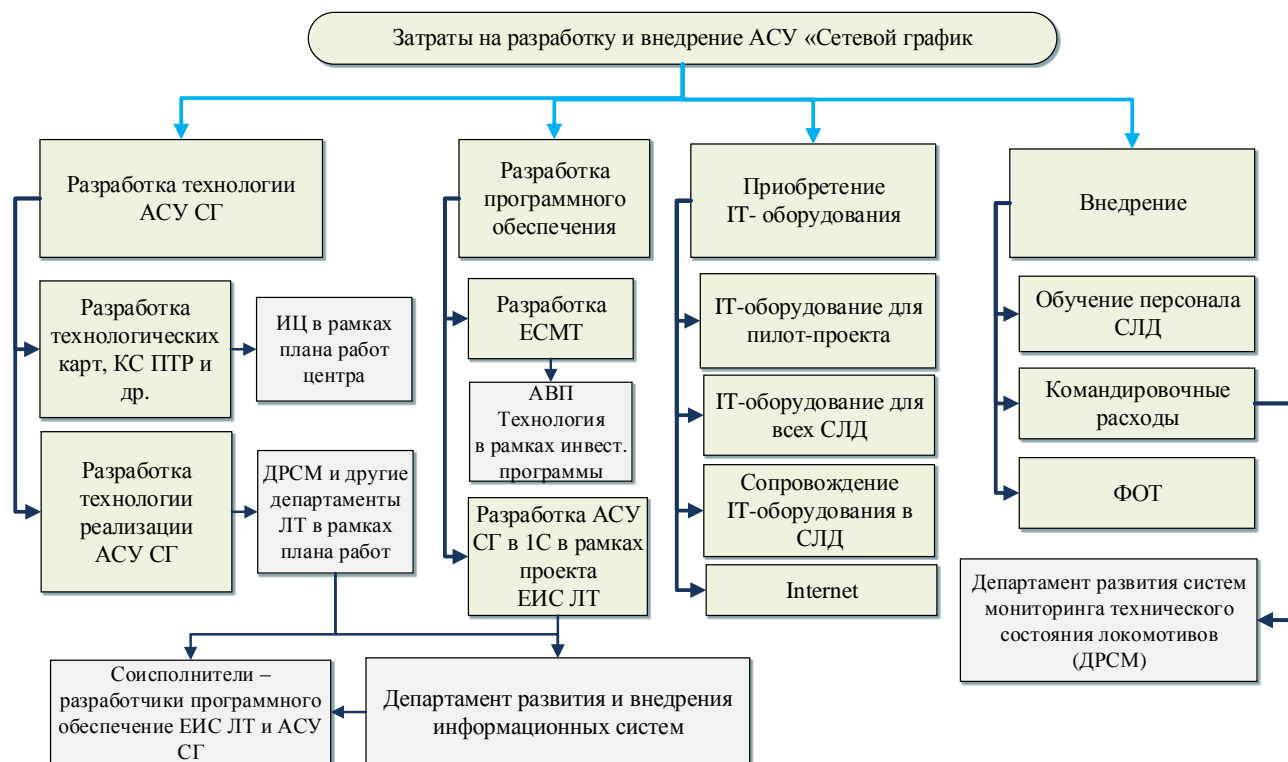 Затраты на разработку и внедрение АСУ «Сетевой график
Разработка технологии
АСУ СГ
Разработка
технологических
карт, КС ПТР и
др.
ИЦ в рамках
плана работ
центра
Разработка
технологии
реализации
АСУ СГ
ДРСМ и другие
департаменты
ЛТ в рамках
плана работ
Разработка
программного
обеспечения
Разработка
ЕСМТ
АВП
Технология
в рамках инвест.
программы
Разработка АСУ
СГ в 1С в рамках
проекта
ЕИС ЛТ
Приобретение
IT- оборудования
IT-оборудование для
пилот-проекта
IT-оборудование для
всех СЛД
Сопровождение
IT-оборудования в
СЛД
Internet
Внедрение
Обучение персонала
СЛД
Командировочные
расходы
ФОТ
Департамент развития систем
мониторинга технического
состояния локомотивов
(ДРСМ)
Соисполнители –
разработчики программного
обеспечение ЕИС ЛТ и АСУ
СГ
Департамент развития и внедрения
информационных систем